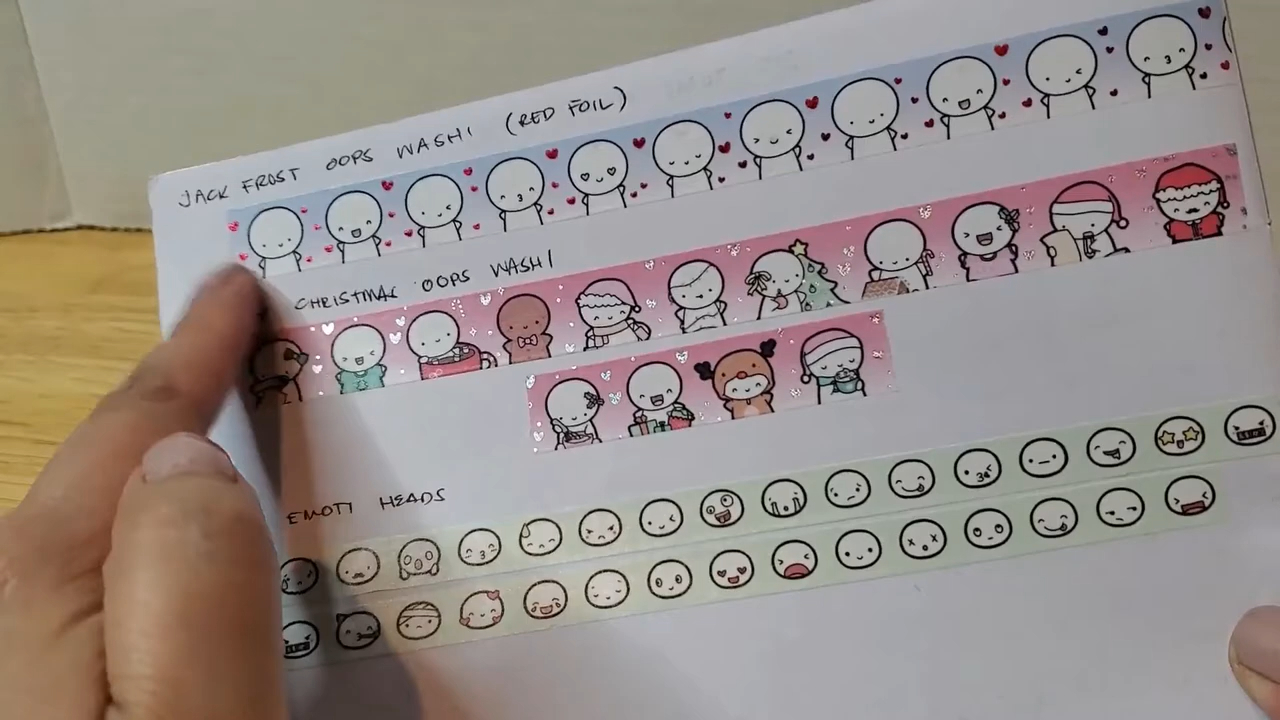 JACK FROST OOPS WASHI (RED FOIL)
CHRISTMAS OOPS WASHI
EMOTI HEADS